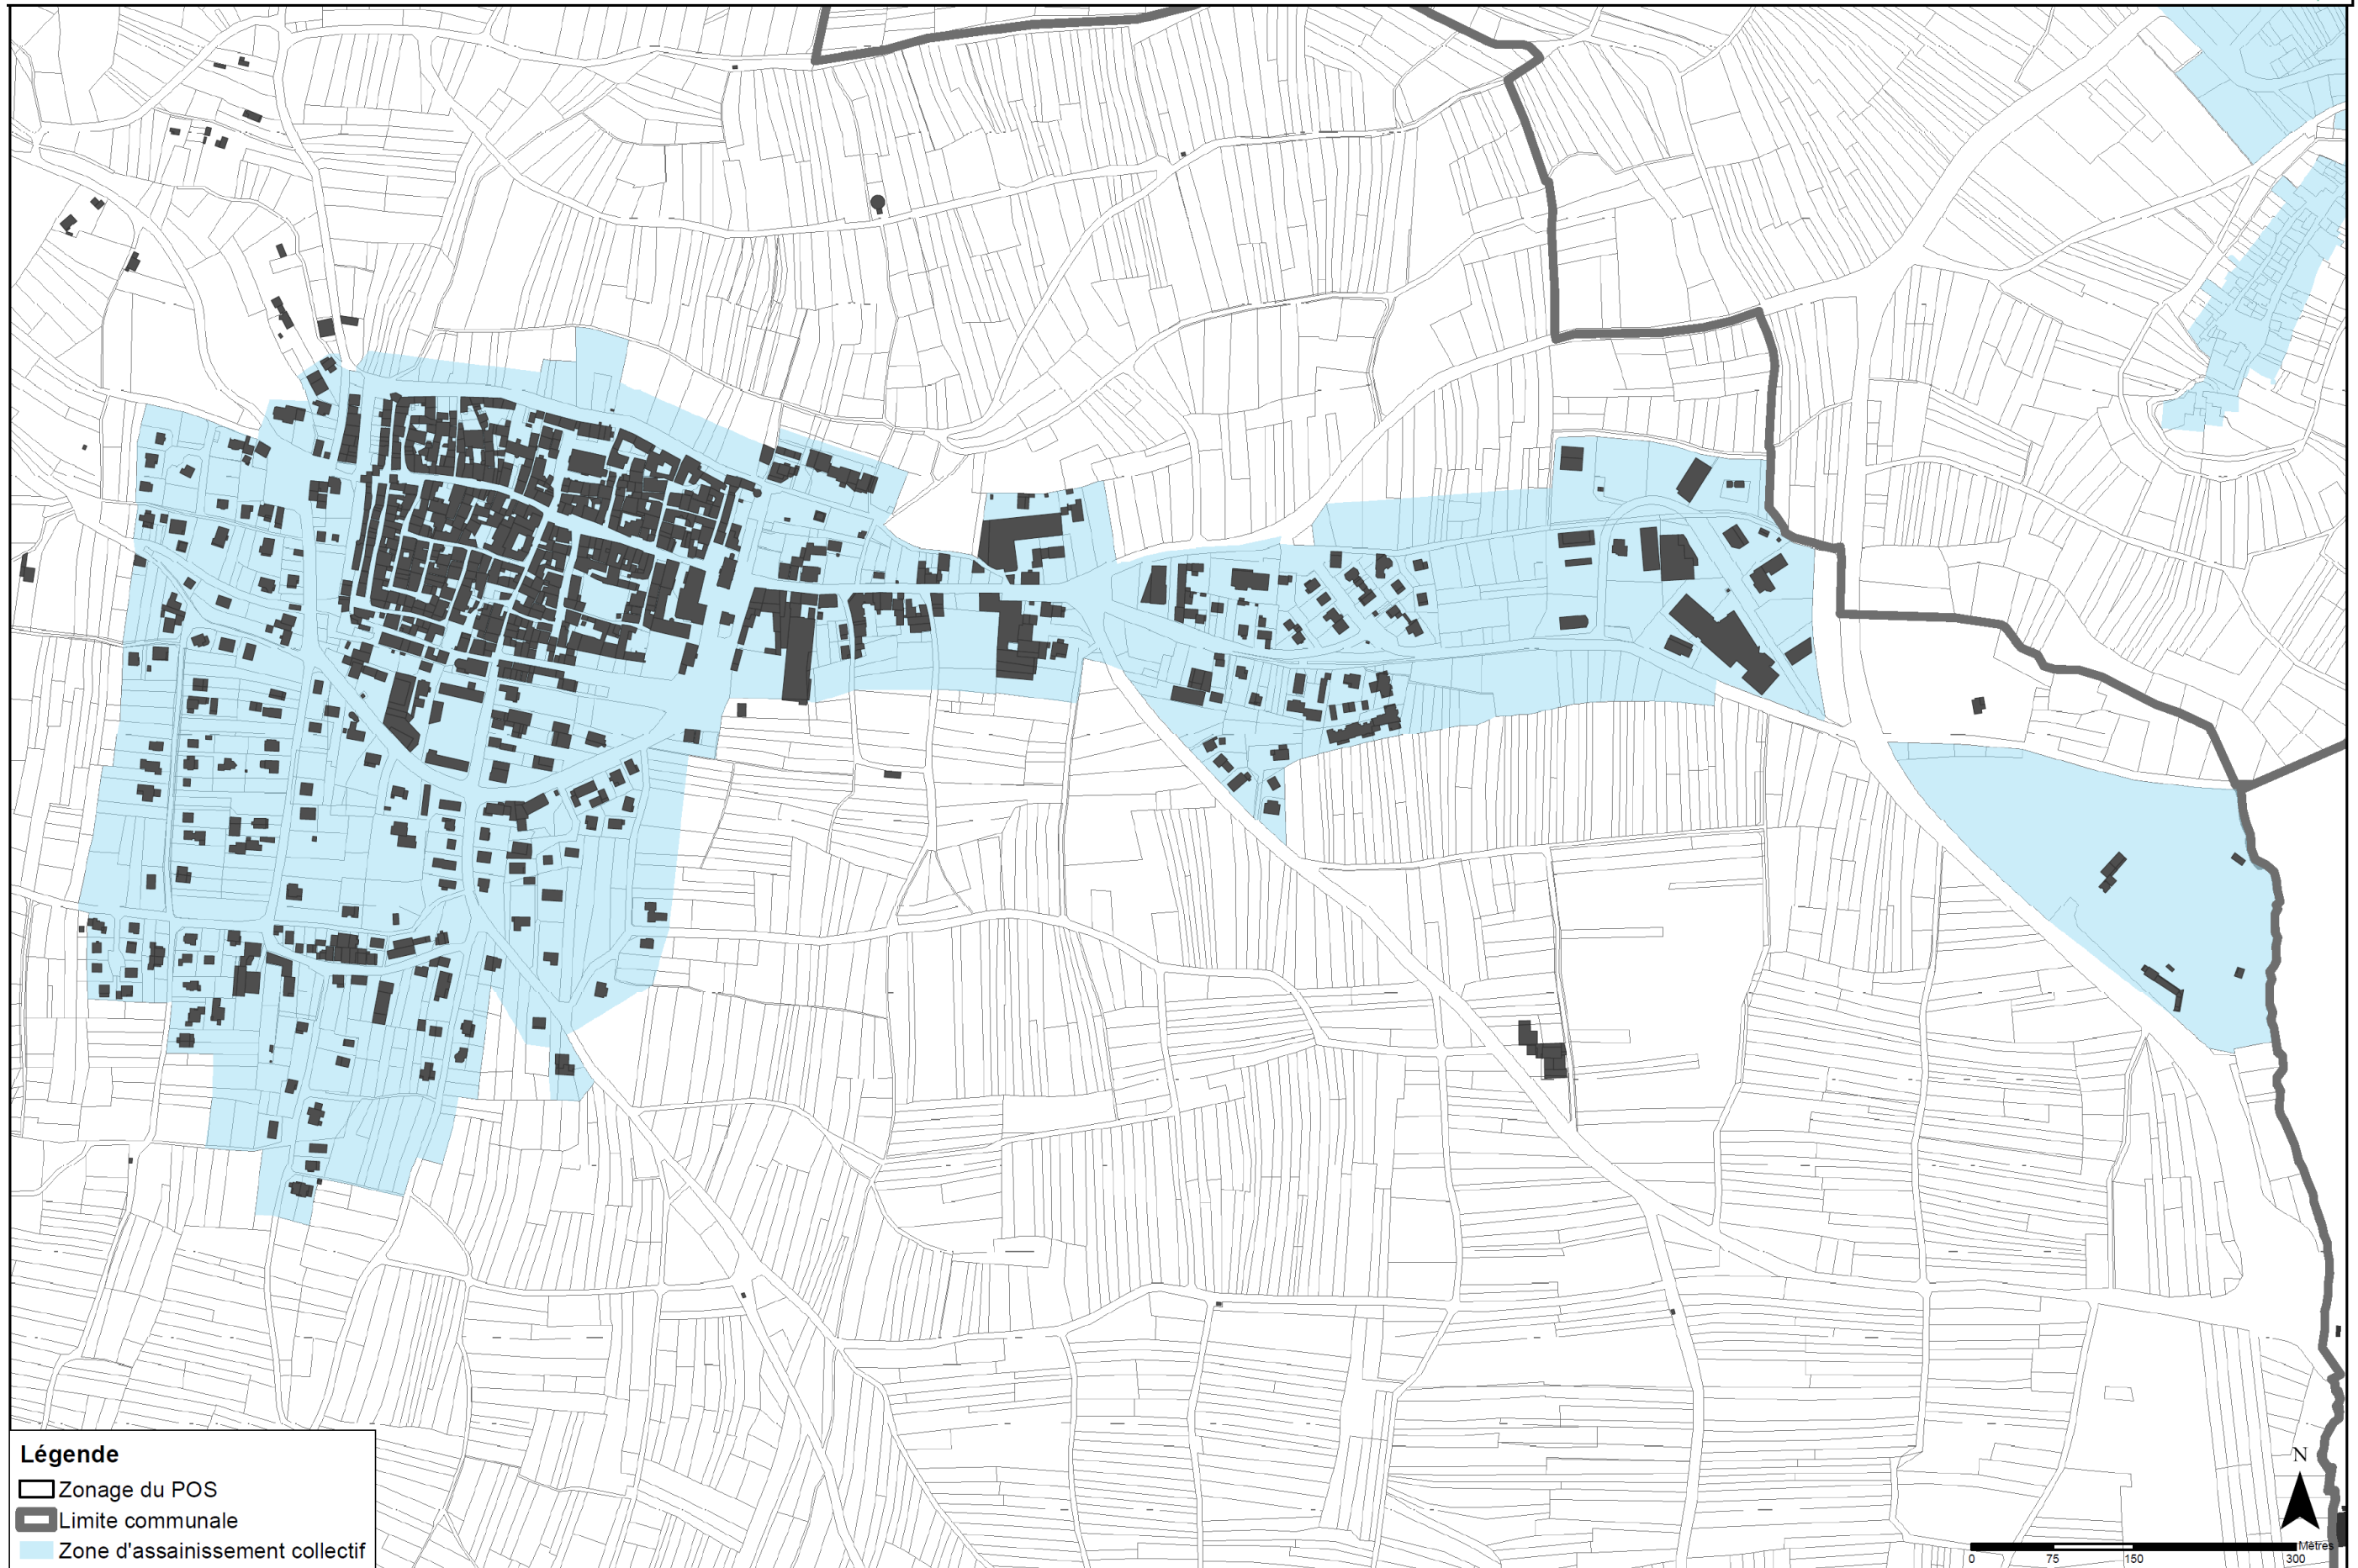 Légende
Zonage du POS
Limite communale
Zone d'assainissement collectif
N
Mètres
0 75 150 300